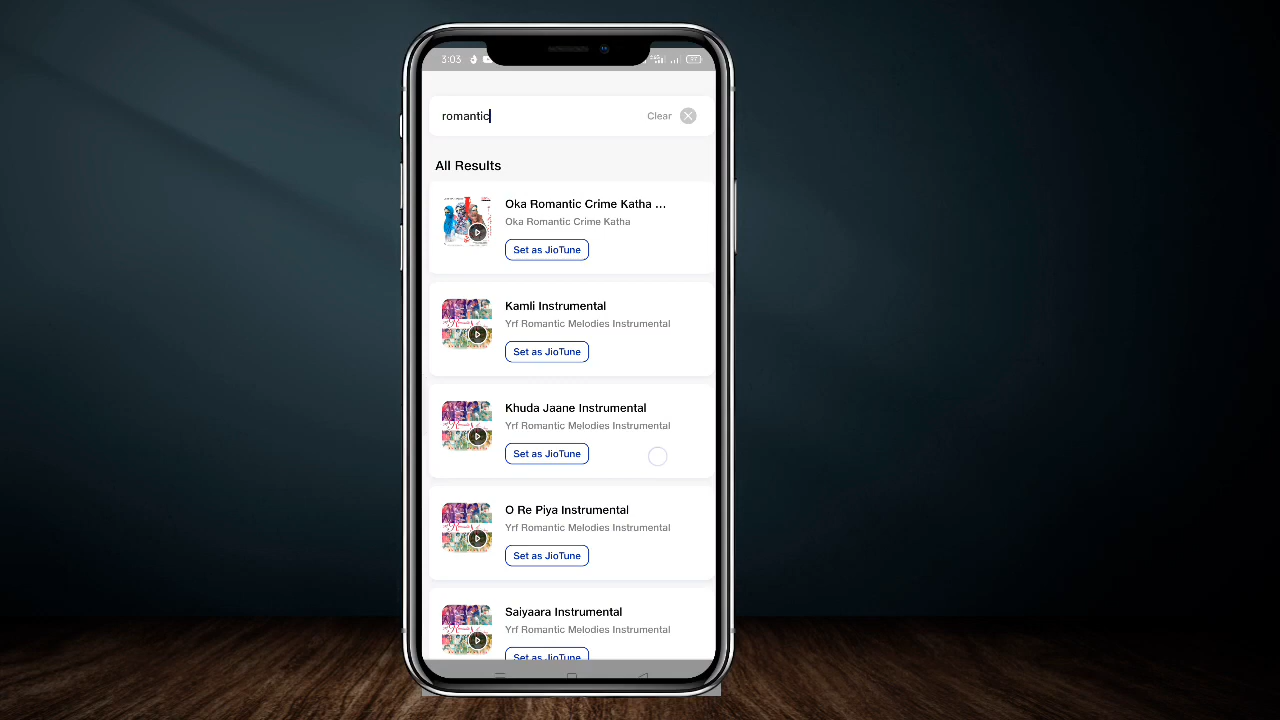 3:03
romantic
Clear
All Results
Oka Romantic Crime Katha ...
Oka Romantic Crime Katha
Set as JioTune
Kamli Instrumental
Yrf Romantic Melodies Instrumental
Set as JioTune
Khuda Jaane Instrumental
Yrf Romantic Melodies Instrumental
Set as JioTune
O Re Piya Instrumental
Yrf Romantic Melodies Instrumental
Set as JioTune
Saiyaara Instrumental
Yrf Romantic Melodies Instrumental
Set as JioTune